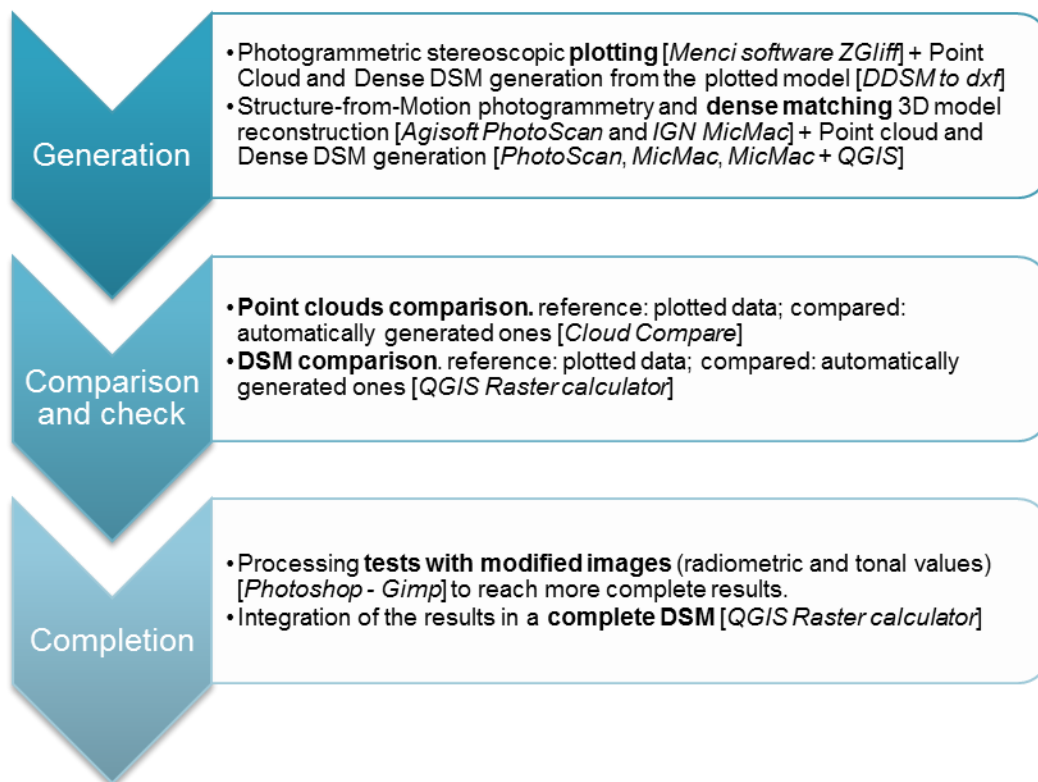 Generation
•Photogrammetric stereoscopic plotting [Menci software ZGliff] + Point
Cloud and Dense DSM generation from the plotted model [DDSM to dxf]
•Structure-from-Motion photogrammetry and dense matching 3D model
reconstruction [Agisoft PhotoScan and IGN MicMac] + Point cloud and
Dense DSM generation [PhotoScan, MicMac, MicMac + QGIS]
Comparison
and check
•Point clouds comparison. reference: plotted data; compared:
automatically generated ones [Cloud Compare]
•DSM comparison. reference: plotted data; compared: automatically
generated ones [QGIS Raster calculator]
Completion
•Processing tests with modified images (radiometric and tonal values)
[Photoshop - Gimp] to reach more complete results.
•Integration of the results in a complete DSM [QGIS Raster calculator]